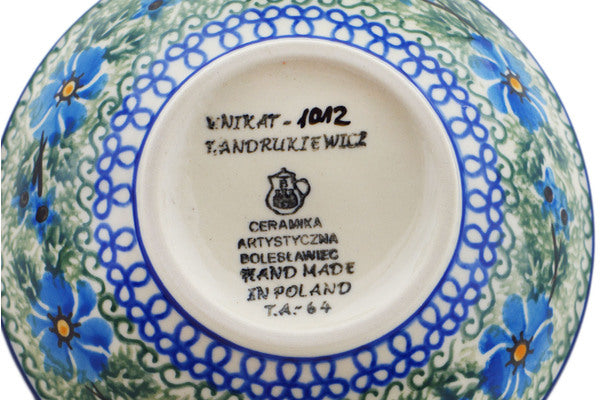 UNIKAT - 1012
T.ANDRUKIEWICZ
CERAMIKA
ARTYSTYCZNA
BOLESŁAWIEC
HAND MADE
IN POLAND
T.A.-64